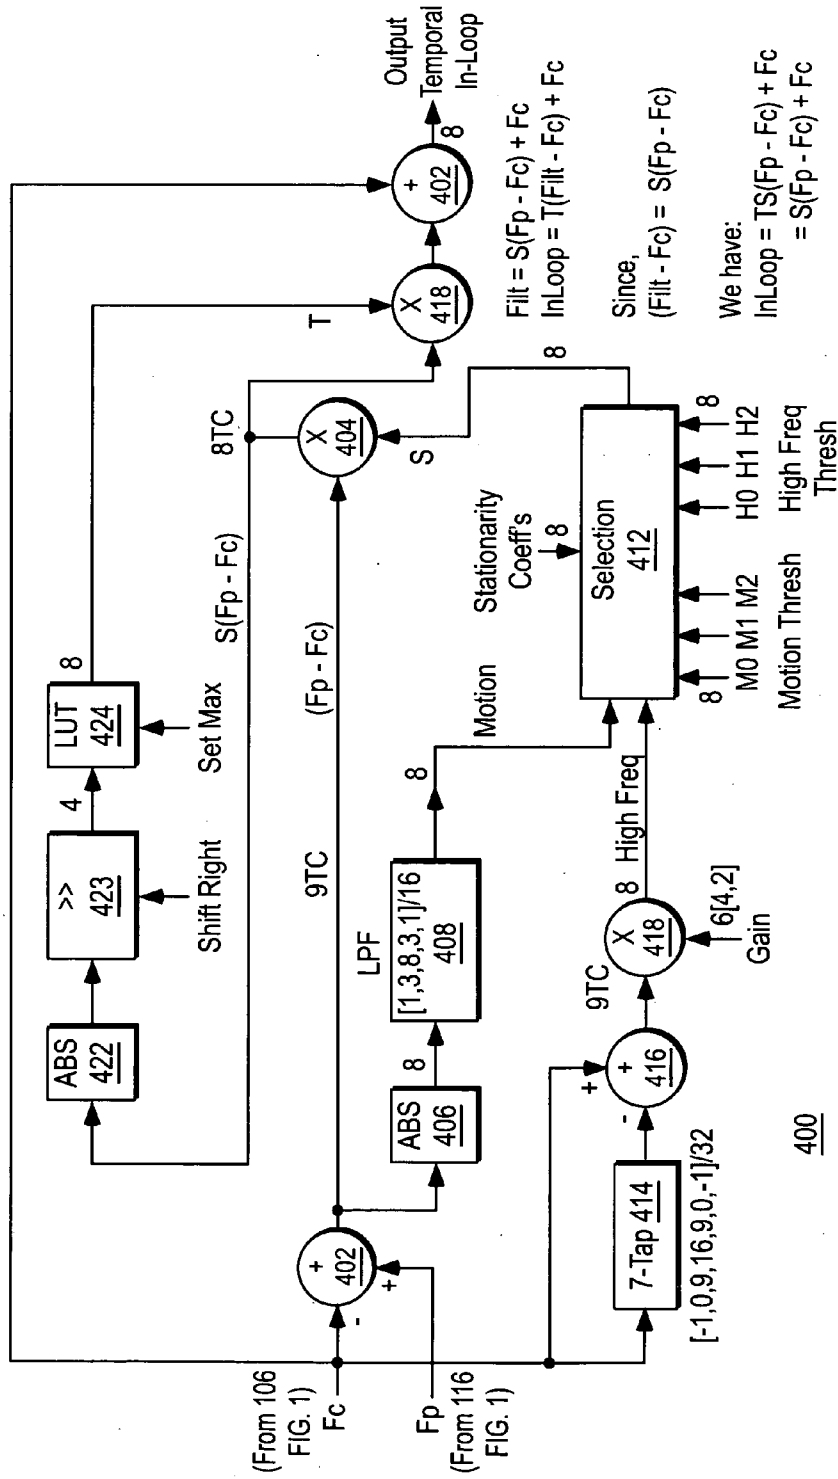 (From 106
FIG. 1)
Fc
Fp
(From 116
FIG. 1)
+
402
-
+
ABS
422
>>
423
Shift Right
4
LUT
424
Set Max
8
T
9TC
(Fp - Fc)
S(Fp - Fc)
8TC
X
404
S
X
418
+
402
8
Output
Temporal
In-Loop
ABS
406
8
LPF
[1,3,8,3,1]/16
408
8
Motion
7-Tap 414
[-1,0,9,16,9,0,-1]/32
-
+
+
416
9TC
X
418
6[4,2]
Gain
8
High Freq
Stationarity
Coeff's
8
Selection
412
8
8
M0 M1 M2
Motion Thresh
8
H0 H1 H2
High Freq
Thresh
Filt = S(Fp - Fc) + Fc
InLoop = T(Filt - Fc) + Fc
Since,
(Filt - Fc) = S(Fp - Fc)
We have:
InLoop = TS(Fp - Fc) + Fc
= S(Fp - Fc) + Fc
400